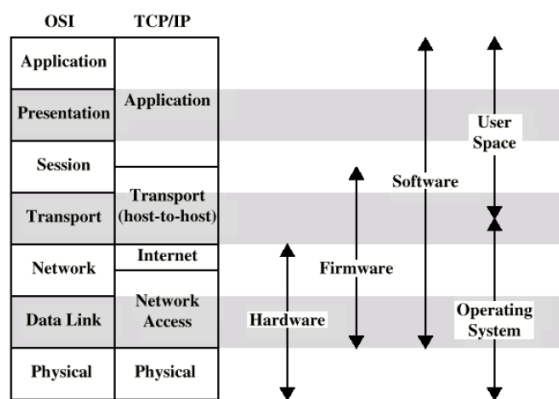 OSI
TCP/IP
Application
Presentation
Session
Transport
Network
Data Link
Physical
Application
Transport
(host-to-host)
Internet
Network
Access
Physical
Hardware
Firmware
Software
User
Space
Operating
System